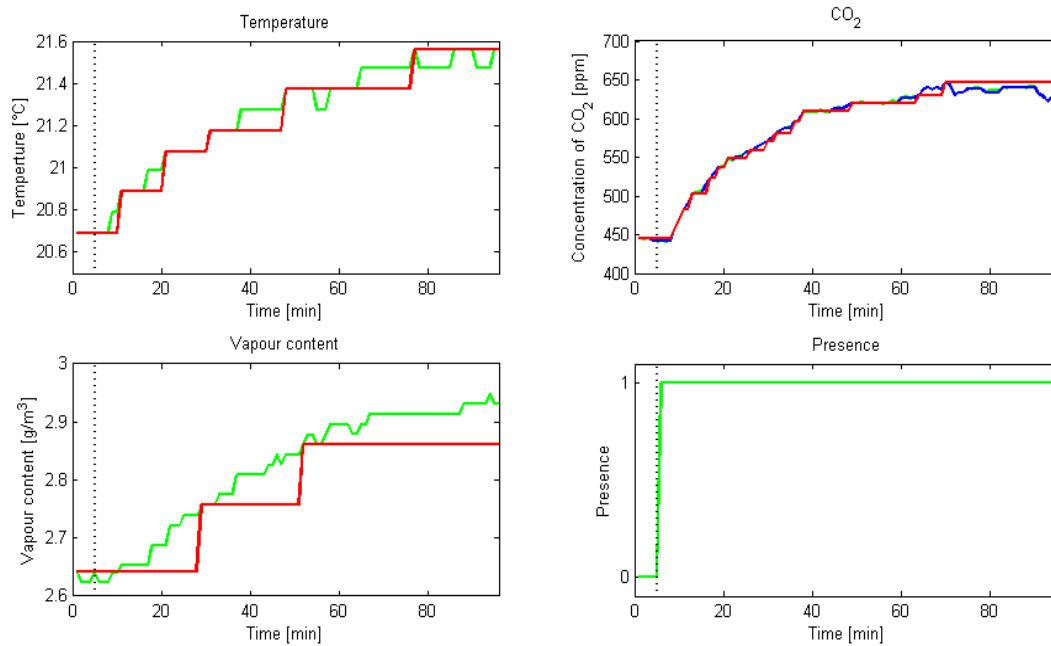 Temperature
21.6
21.4
21.2
21
20.8
20.6
Temperture [°C]
0 20 40 60 80
Time [min]
CO2
700
650
600
550
500
450
400
Concentration of CO2 [ppm]
0 20 40 60 80
Time [min]
Vapour content
3
2.9
2.8
2.7
2.6
Vapour content [g/m³]
0 20 40 60 80
Time [min]
Presence
1
0
Presence
0 20 40 60 80
Time [min]